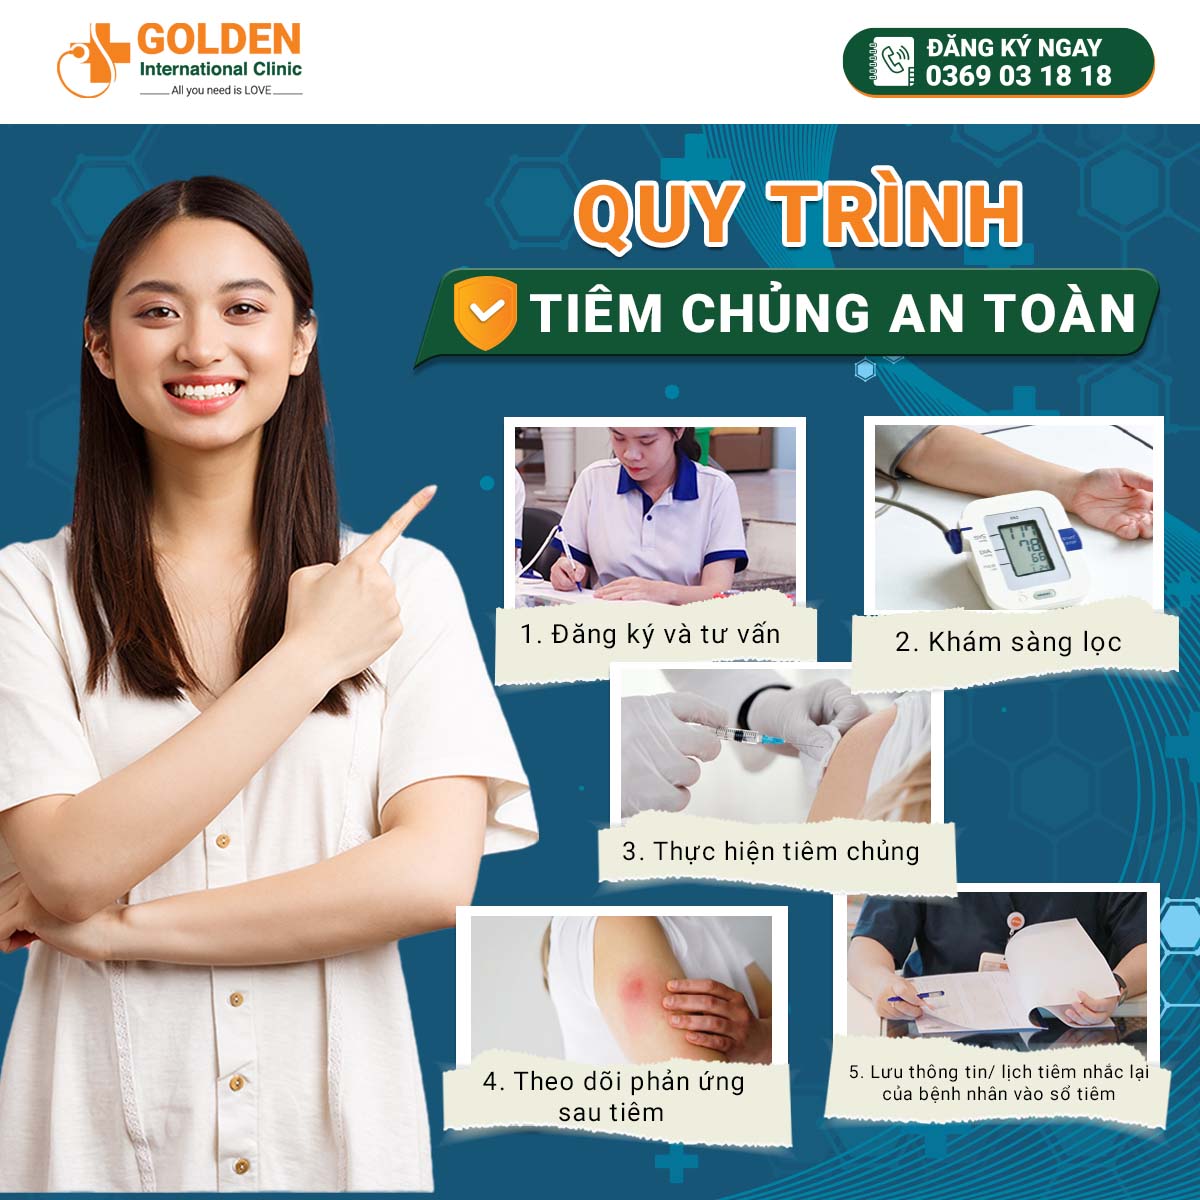 GOLDEN
International Clinic
All you need is LOVE
ĐĂNG KÝ NGAY
0369 03 18 18
QUY TRÌNH
TIÊM CHỦNG AN TOÀN
1. Đăng ký và tư vấn
2. Khám sàng lọc
3. Thực hiện tiêm chủng
4. Theo dõi phản ứng
sau tiêm
5. Lưu thông tin/ lịch tiêm nhắc lại
của bệnh nhân vào sổ tiêm